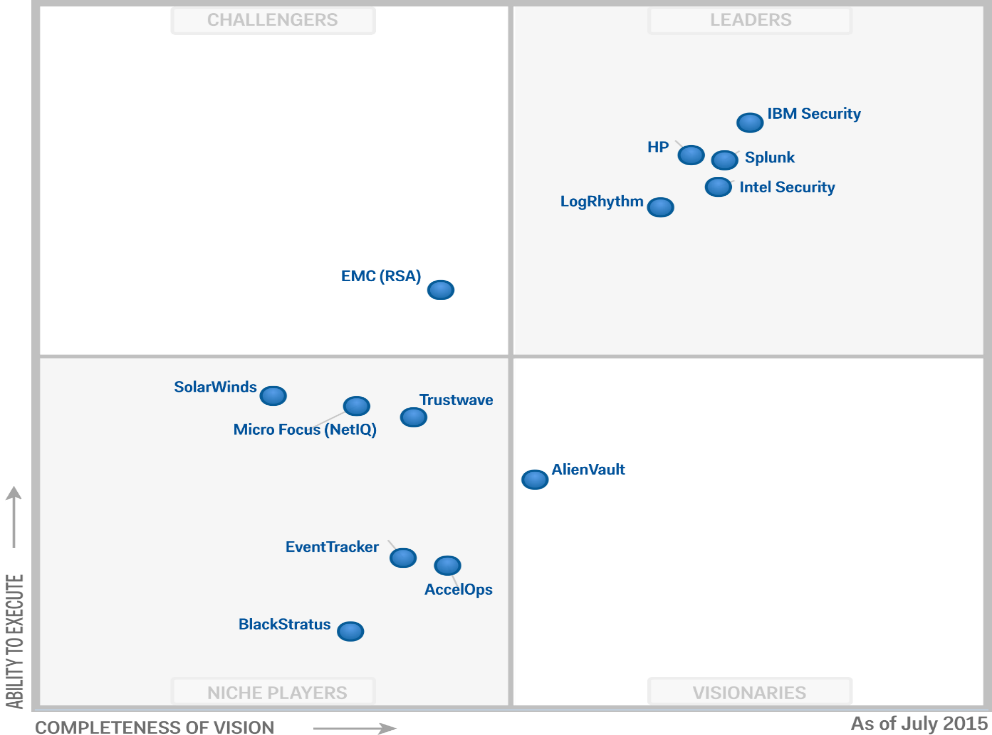 CHALLENGERS
LEADERS
IBM Security
HP
Splunk
Intel Security
LogRhythm
EMC (RSA)
SolarWinds
Trustwave
Micro Focus (NetIQ)
AlienVault
EventTracker
AccelOps
BlackStratus
NICHE PLAYERS
VISIONARIES
ABILITY TO EXECUTE
COMPLETENESS OF VISION
As of July 2015